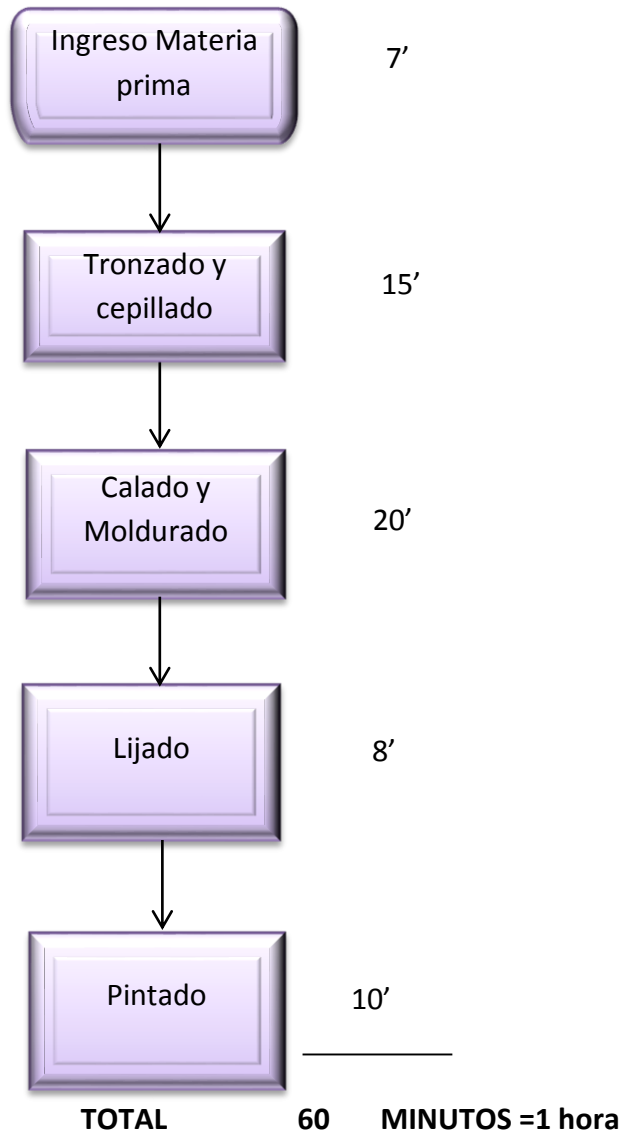 Ingreso Materia
prima
7’
Tronzado y
cepillado
15’
Calado y
Moldurado
20’
Lijado
8’
Pintado
10’
TOTAL 60 MINUTOS =1 hora